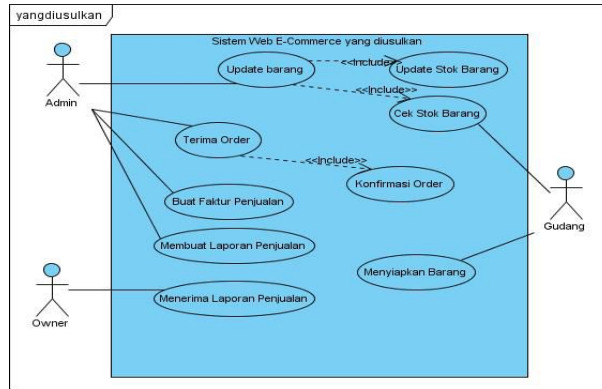 yangdiusulkan
Sistem Web E-Commerce yang diusulkan
Update barang
<<Include>>
Update Stok Barang
<<Include>>
Cek Stok Barang
Admin
Terima Order
<<Include>>
Konfirmasi Order
Buat Faktur Penjualan
Gudang
Membuat Laporan Penjualan
Menyiapkan Barang
Menerima Laporan Penjualan
Owner